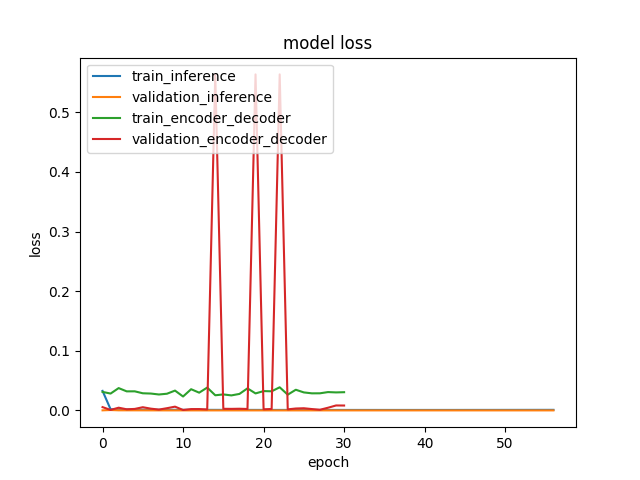 model loss
train_inference
validation_inference
train_encoder_decoder
validation_encoder_decoder
0.5
0.4
0.3
0.2
0.1
0.0
loss
0 10 20 30 40 50
epoch